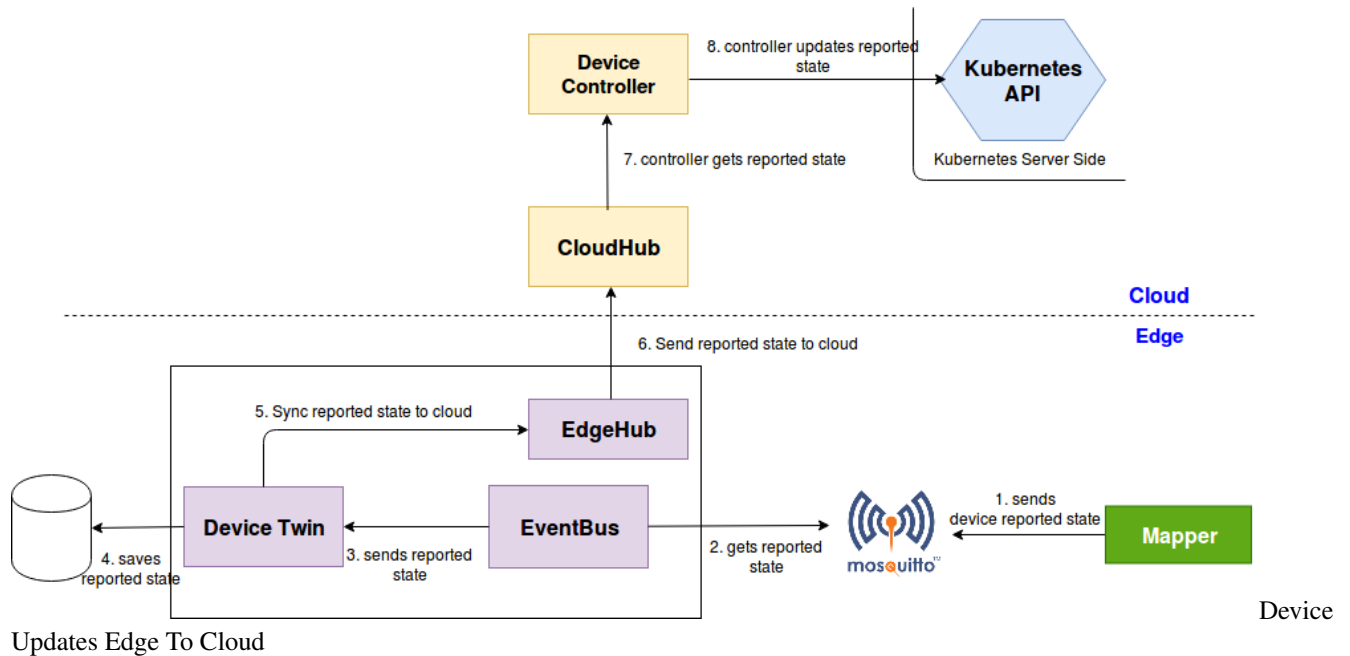 8. controller updates reported
state
Device
Controller
Kubernetes
API
7. controller gets reported state
Kubernetes Server Side
CloudHub
Cloud
Edge
6. Send reported state to cloud
5. Sync reported state to cloud
EdgeHub
1. sends
device reported state
Device Twin
EventBus
Mapper
2. gets reported
state
3. sends reported
state
4. saves
reported state
mosquitto™
Device
Updates Edge To Cloud